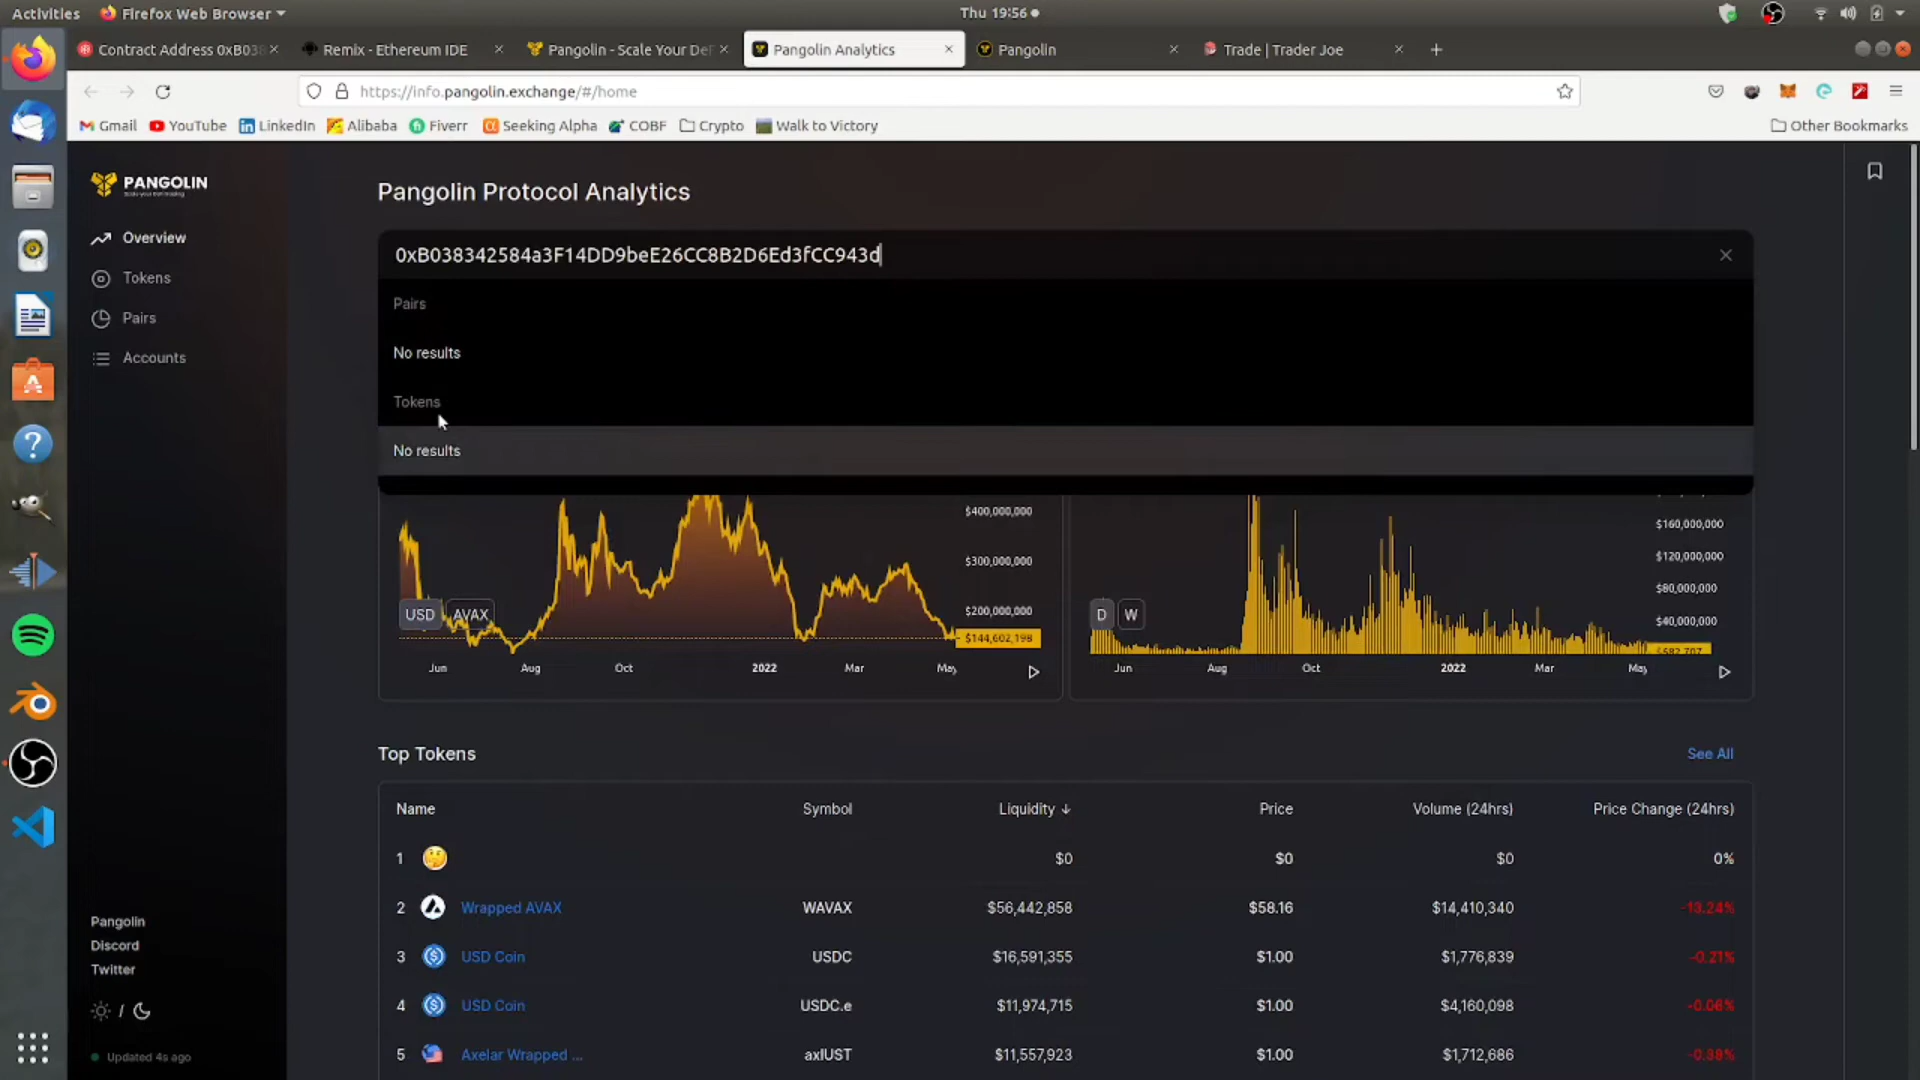 Activities
Firefox Web Browser
Thu 19:56
Contract Address 0xB038
Remix - Ethereum IDE
Pangolin - Scale Your De
Pangolin Analytics
Pangolin
Trade | Trader Joe
https://info.pangolin.exchange/#/home
Gmail
YouTube
LinkedIn
Alibaba
Fiverr
Seeking Alpha
COBF
Crypto
Walk to Victory
Other Bookmarks
PANGOLIN
Overview
Tokens
Pairs
Accounts
Pangolin Protocol Analytics
0xB038342584a3F14DD9beE26CC8B2D6Ed3fCC943d
Pairs
No results
Tokens
No results
$400,000,000
$300,000,000
$200,000,000
$144,602,198
USD AVAX
Jun Aug Oct 2022 Mar May
$160,000,000
$120,000,000
$80,000,000
$40,000,000
$82,707
D W
Jun Aug Oct 2022 Mar May
Top Tokens
See All
Name Symbol Liquidity ↓ Price Volume (24hrs) Price Change (24hrs)
1 $0 $0 $0 0%
2 Wrapped AVAX WAVAX $56,442,858 $58.16 $14,410,340 -13.24%
3 USD Coin USDC $16,591,355 $1.00 $1,776,839 -0.21%
4 USD Coin USDC.e $11,974,715 $1.00 $4,160,098 -0.06%
5 Axelar Wrapped ... axlUST $11,557,923 $1.00 $1,712,686 -0.38%
Pangolin
Discord
Twitter
/
Updated 4s ago